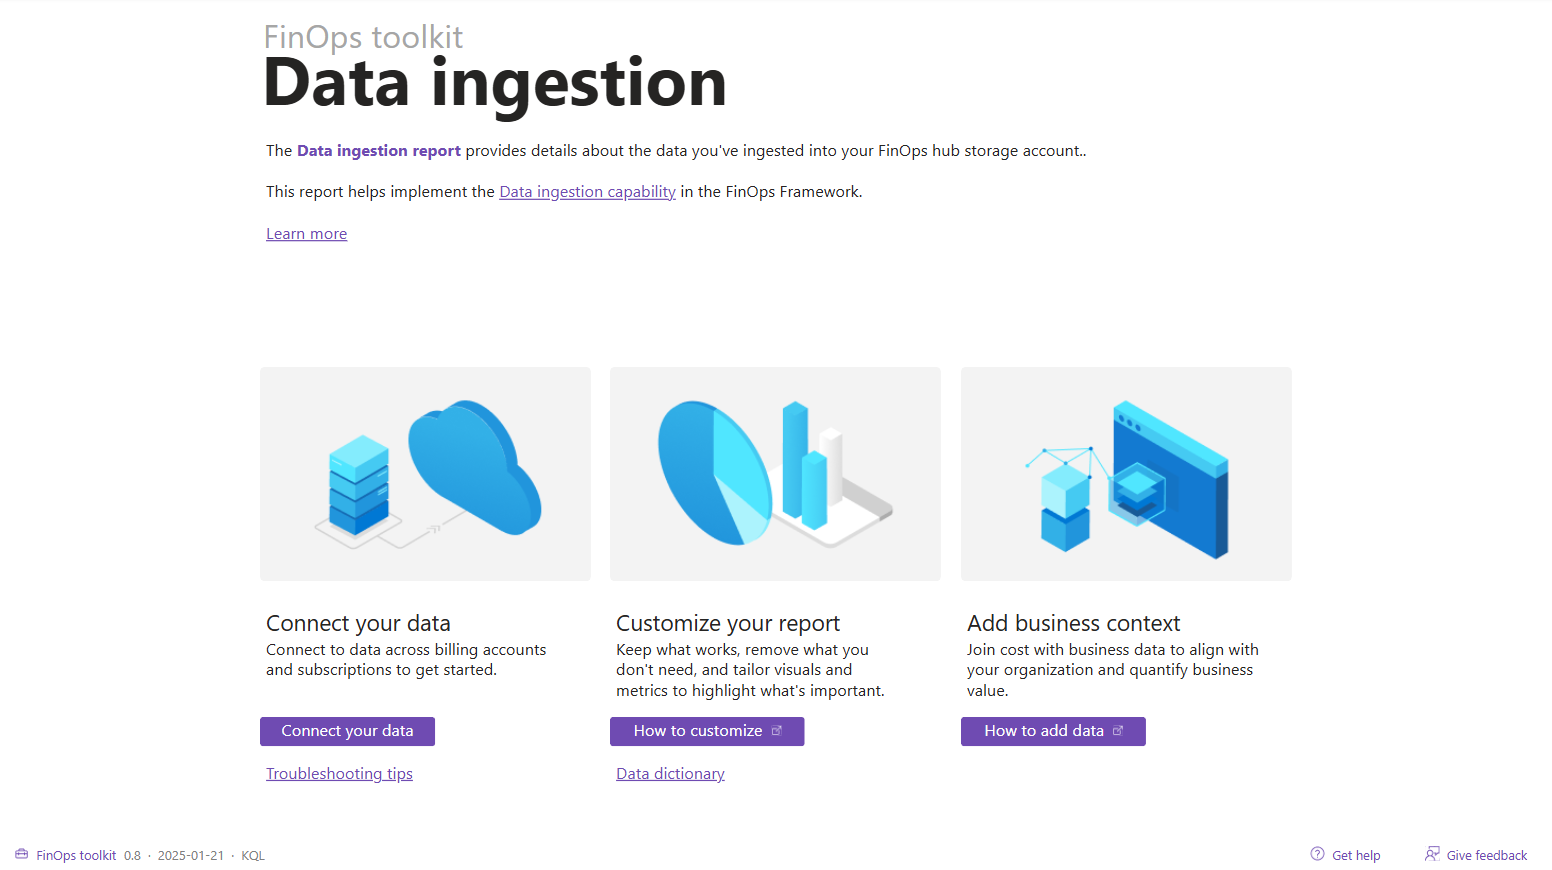 FinOps toolkit
Data ingestion
The Data ingestion report provides details about the data you've ingested into your FinOps hub storage account..
This report helps implement the Data ingestion capability in the FinOps Framework.
Learn more
Connect your data
Connect to data across billing accounts
and subscriptions to get started.
Connect your data
Troubleshooting tips
Customize your report
Keep what works, remove what you
don't need, and tailor visuals and
metrics to highlight what's important.
How to customize
Data dictionary
Add business context
Join cost with business data to align with
your organization and quantify business
value.
How to add data
FinOps toolkit 0.8 · 2025-01-21 · KQL
Get help
Give feedback